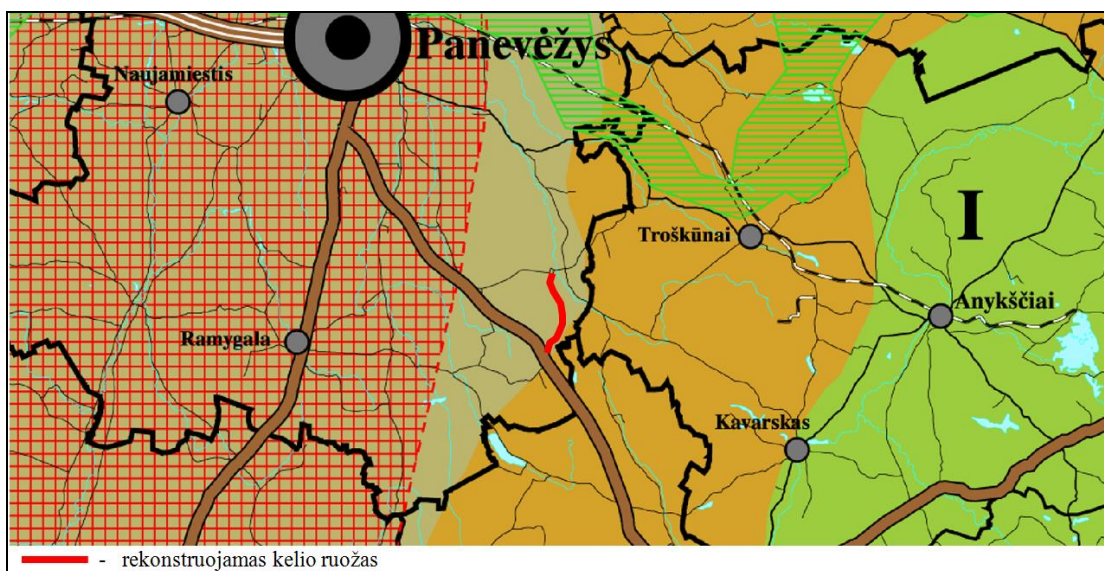 Panevėžys
Naujamiestis
I
Troškūnai
Anykščiai
Ramygala
Kavarskas
- rekonstruojamas kelio ruožas